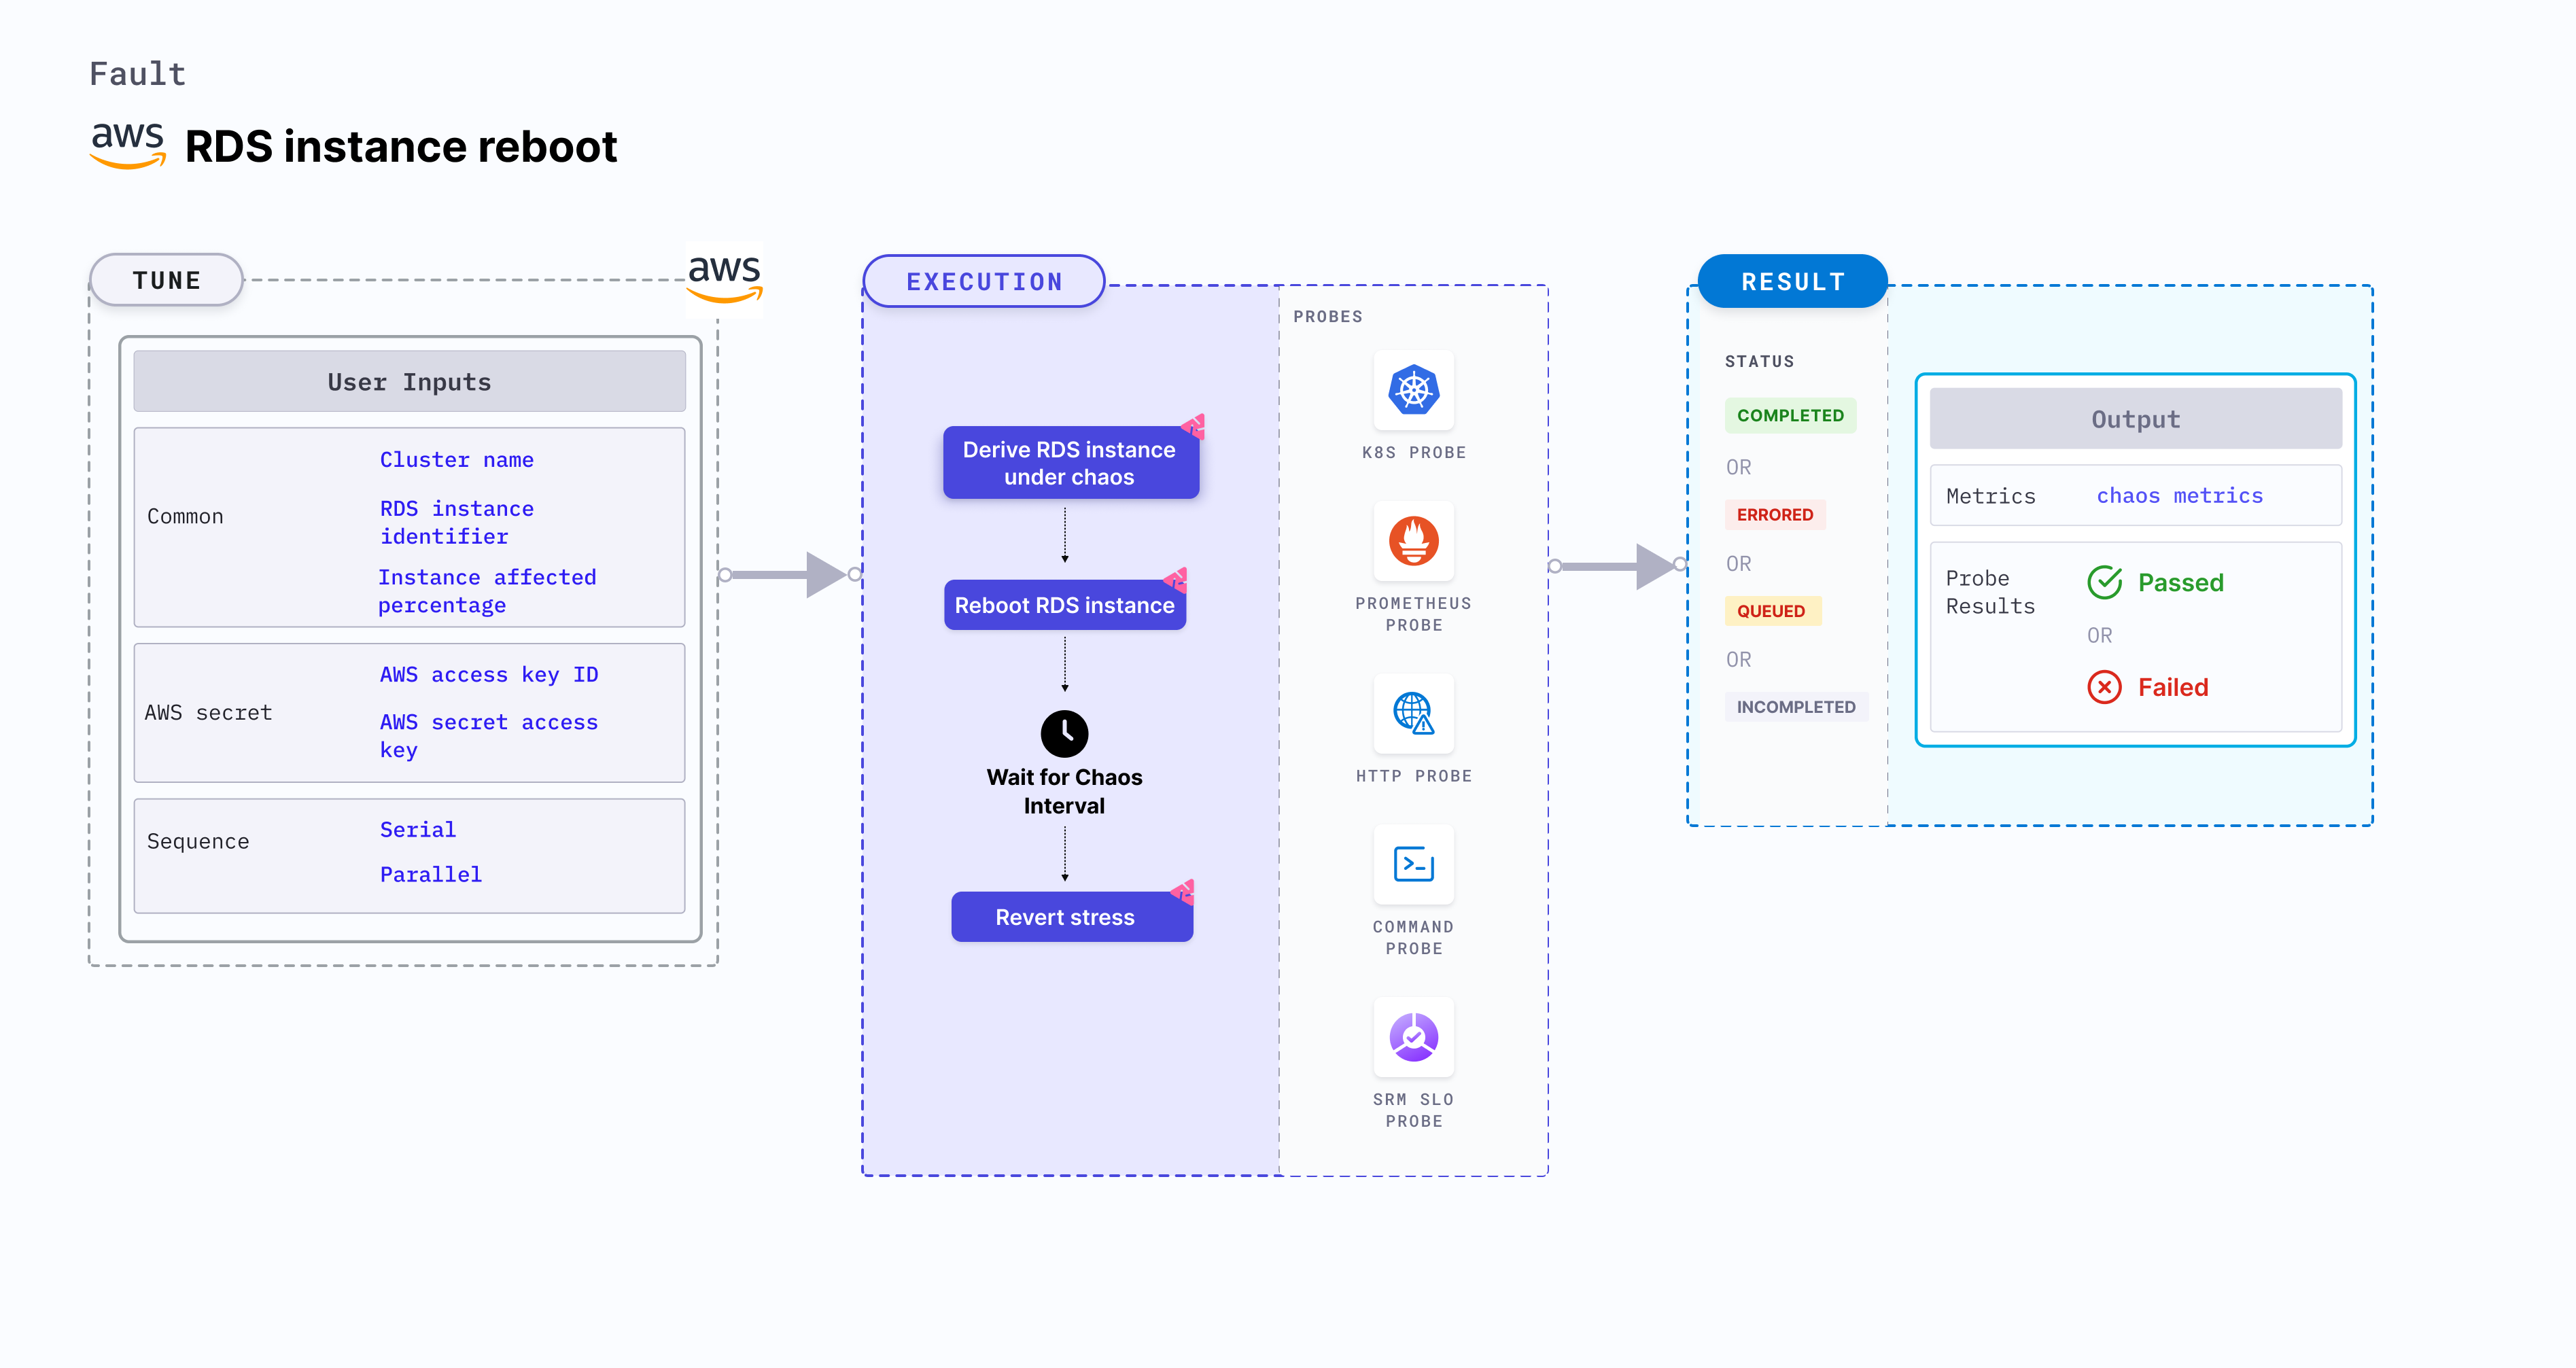 Fault
aws RDS instance reboot
TUNE
aws
User Inputs
Common
Cluster name
RDS instance
identifier
Instance affected
percentage
AWS secret
AWS access key ID
AWS secret access
key
Sequence
Serial
Parallel
EXECUTION
Derive RDS instance
under chaos
Reboot RDS instance
Wait for Chaos
Interval
Revert stress
PROBES
K8S PROBE
PROMETHEUS
PROBE
HTTP PROBE
COMMAND
PROBE
SRM SLO
PROBE
RESULT
STATUS
COMPLETED
OR
ERRORED
OR
QUEUED
OR
INCOMPLETED
Output
Metrics
chaos metrics
Probe
Results
Passed
OR
Failed